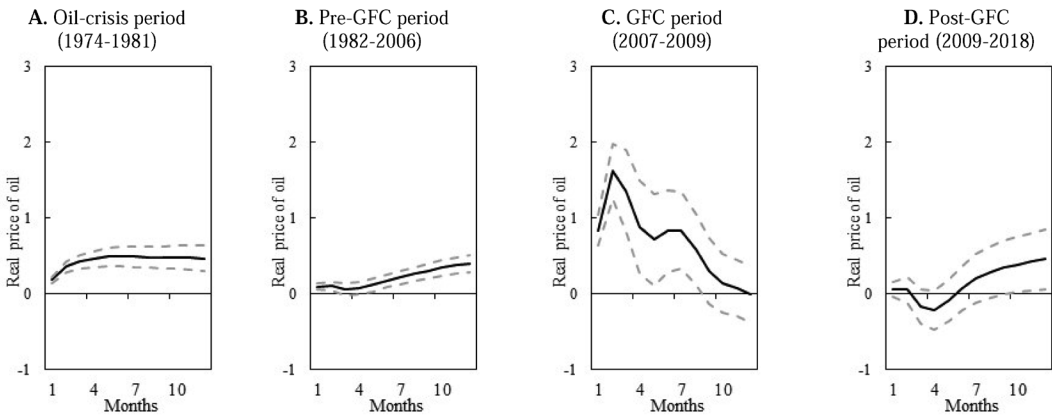 A. Oil-crisis period
(1974-1981)
3
2
1
0
-1
Real price of oil
1 4 7 10
Months
B. Pre-GFC period
(1982-2006)
3
2
1
0
-1
Real price of oil
1 4 7 10
Months
C. GFC period
(2007-2009)
3
2
1
0
-1
Real price of oil
1 4 7 10
Months
D. Post-GFC
period (2009-2018)
3
2
1
0
-1
Real price of oil
1 4 7 10
Months